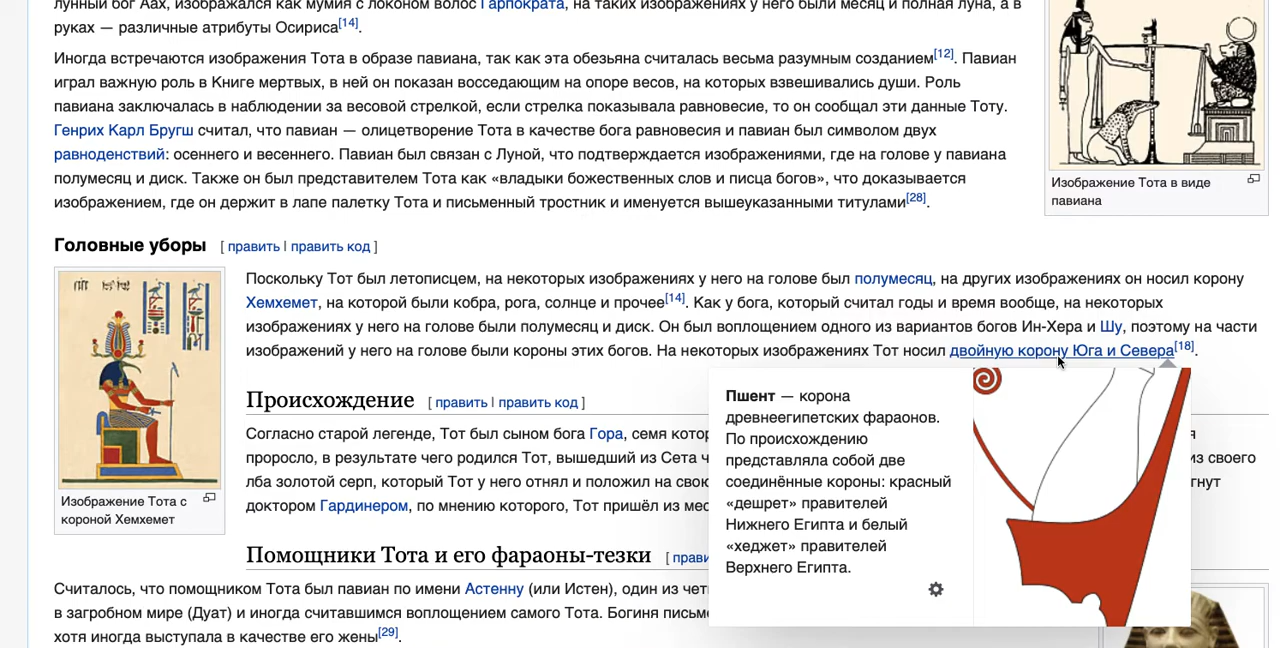 лунный бог Аах, изображался как мумия с локоном волос Гарпократа, на таких изображениях у него были месяц и полная луна, а в
руках — различные атрибуты Осириса[14].
Иногда встречаются изображения Тота в образе павиана, так как эта обезьяна считалась весьма разумным созданием[12]. Павиан
играл важную роль в Книге мертвых, в ней он показан восседающим на опоре весов, на которых взвешивались души. Роль
павиана заключалась в наблюдении за весовой стрелкой, если стрелка показывала равновесие, то он сообщал эти данные Тоту.
Генрих Карл Бругш считал, что павиан — олицетворение Тота в качестве бога равновесия и павиан был символом двух
равноденствий: осеннего и весеннего. Павиан был связан с Луной, что подтверждается изображениями, где на голове у павиана
полумесяц и диск. Также он был представителем Тота как «владыки божественных слов и писца богов», что доказывается
изображением, где он держит в лапе палетку Тота и письменный тростник и именуется вышеуказанными титулами[28].
Изображение Тота в виде
павиана
Головные уборы [ править | править код ]
Поскольку Тот был летописцем, на некоторых изображениях у него на голове был полумесяц, на других изображениях он носил корону
Хемхемет, на которой были кобра, рога, солнце и прочее[14]. Как у бога, который считал годы и время вообще, на некоторых
изображениях у него на голове были полумесяц и диск. Он был воплощением одного из вариантов богов Ин-Хера и Шу, поэтому на части
изображений у него на голове были короны этих богов. На некоторых изображениях Тот носил двойную корону Юга и Севера[18].
Изображение Тота с
короной Хемхемет
Происхождение [ править | править код ]
Согласно старой легенде, Тот был сыном бога Гора, семя котор
проросло, в результате чего родился Тот, вышедший из Сета ч из своего
лба золотой серп, который Тот у него отнял и положил на сво гнут
доктором Гардинером, по мнению которого, Тот пришёл из мес
Пшент — корона
древнеегипетских фараонов.
По происхождению
представляла собой две
соединённые короны: красный
«дешрет» правителей
Нижнего Египта и белый
«хеджет» правителей
Верхнего Египта.
Помощники Тота и его фараоны-тезки [ прави
Считалось, что помощником Тота был павиан по имени Астенну (или Истен), один из чет
в загробном мире (Дуат) и иногда считавшимся воплощением самого Тота. Богиня письм
хотя иногда выступала в качестве его жены[29].